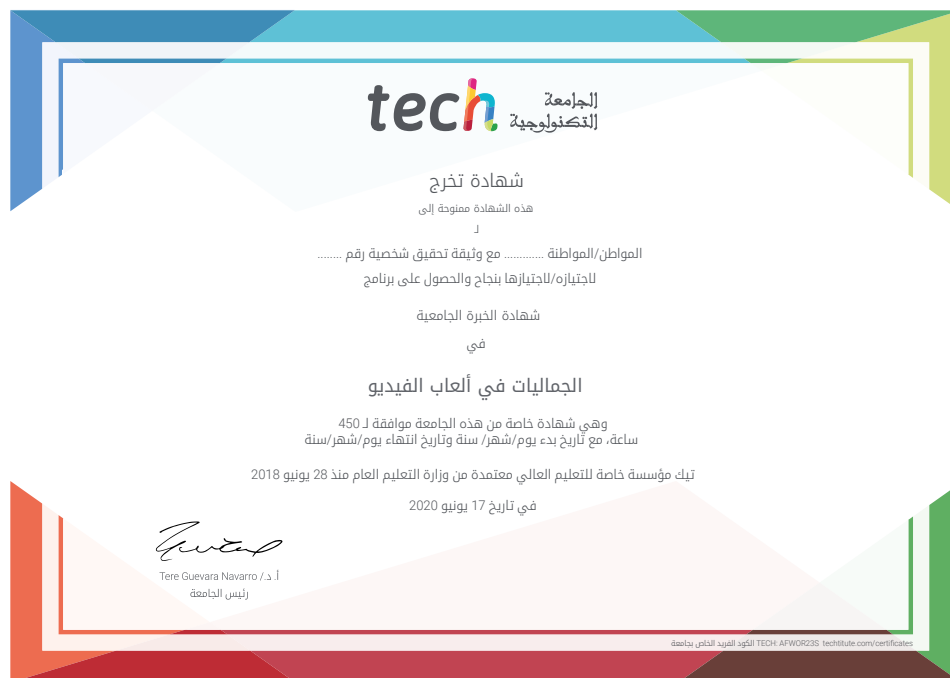 tech الجامعة
التكنولوجية
شهادة تخرج
هذه الشهادة ممنوحة إلى
لـ
المواطن/المواطنة ............ مع وثيقة تحقيق شخصية رقم ........
لاجتيازه/لاجتيازها بنجاح والحصول على برنامج
شهادة الخبرة الجامعية
في
الجماليات في ألعاب الفيديو
وهي شهادة خاصة من هذه الجامعة موافقة لـ 450
ساعة، مع تاريخ بدء يوم/شهر/ سنة وتاريخ انتهاء يوم/شهر/سنة
تيك مؤسسة خاصة للتعليم العالي معتمدة من وزارة التعليم العام منذ 28 يونيو 2018
في تاريخ 17 يونيو 2020
أ. د./ Tere Guevara Navarro
رئيس الجامعة
الكود الفريد الخاص بجامعة TECH: AFWOR23S techtitute.com/certificates